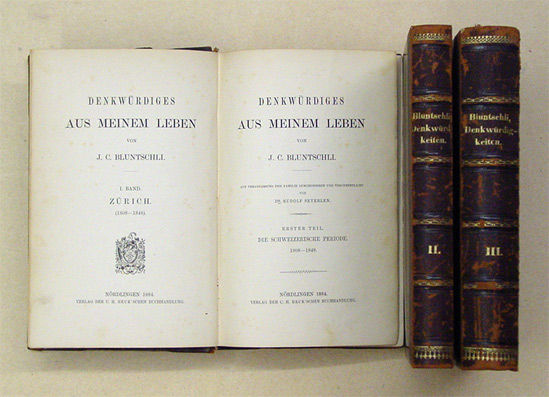 DENKWÜRDIGES
AUS MEINEM LEBEN
VON
J. C. BLUNTSCHLI.
I. BAND.
ZÜRICH.
(1808—1848).
NÖRDLINGEN 1884.
VERLAG DER C. H. BECK'SCHEN BUCHHANDLUNG.
DENKWÜRDIGES
AUS MEINEM LEBEN
VON
J. C. BLUNTSCHLI.
AUF VERANLASSUNG DER FAMILIE DURCHGESEHEN UND VERÖFFENTLICHT
VON
DR. RUDOLF SEYERLEN.
ERSTER TEIL.
DIE SCHWEIZERISCHE PERIODE.
1808—1848.
NÖRDLINGEN 1884.
VERLAG DER C. H. BECK'SCHEN BUCHHANDLUNG.
Bluntschli,
Denkwürdig-
keiten.
II.
Bluntschli,
Denkwürdig-
keiten.
III.